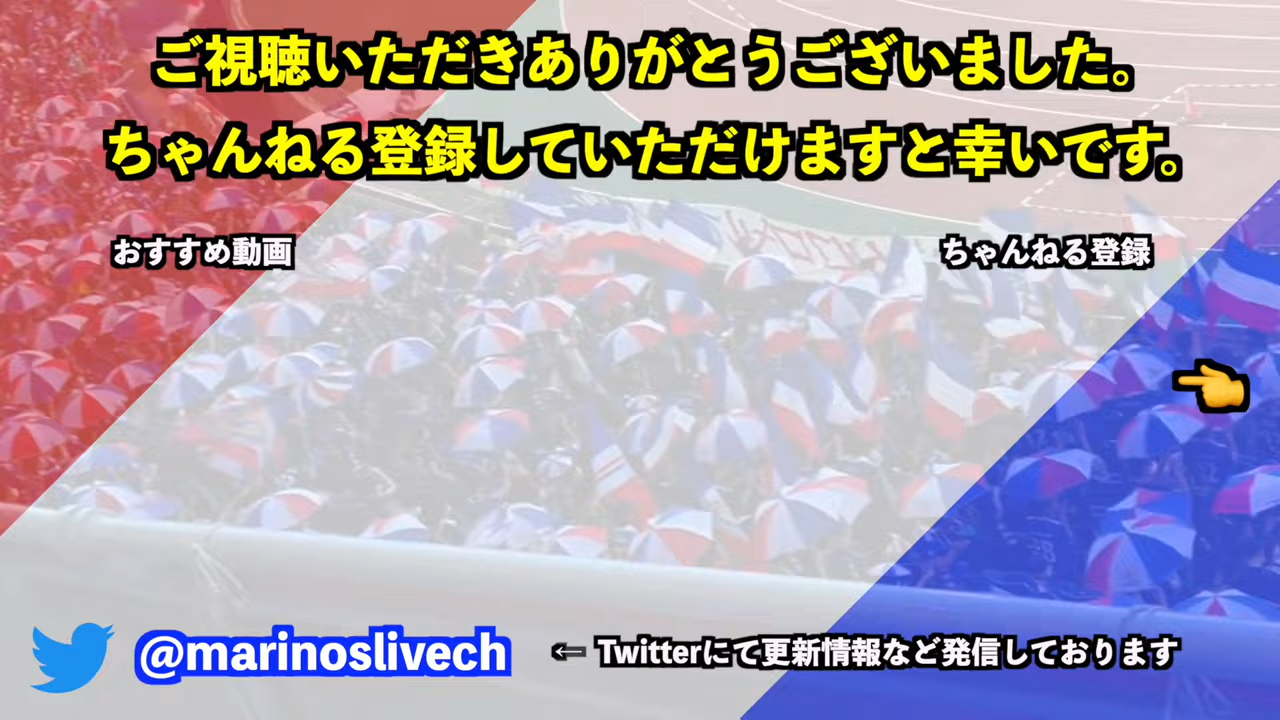 ご視聴いただきありがとうございました。
ちゃんねる登録していただけますと幸いです。
おすすめ動画
ちゃんねる登録
@marinoslivech
⇐ Twitterにて更新情報など発信しております